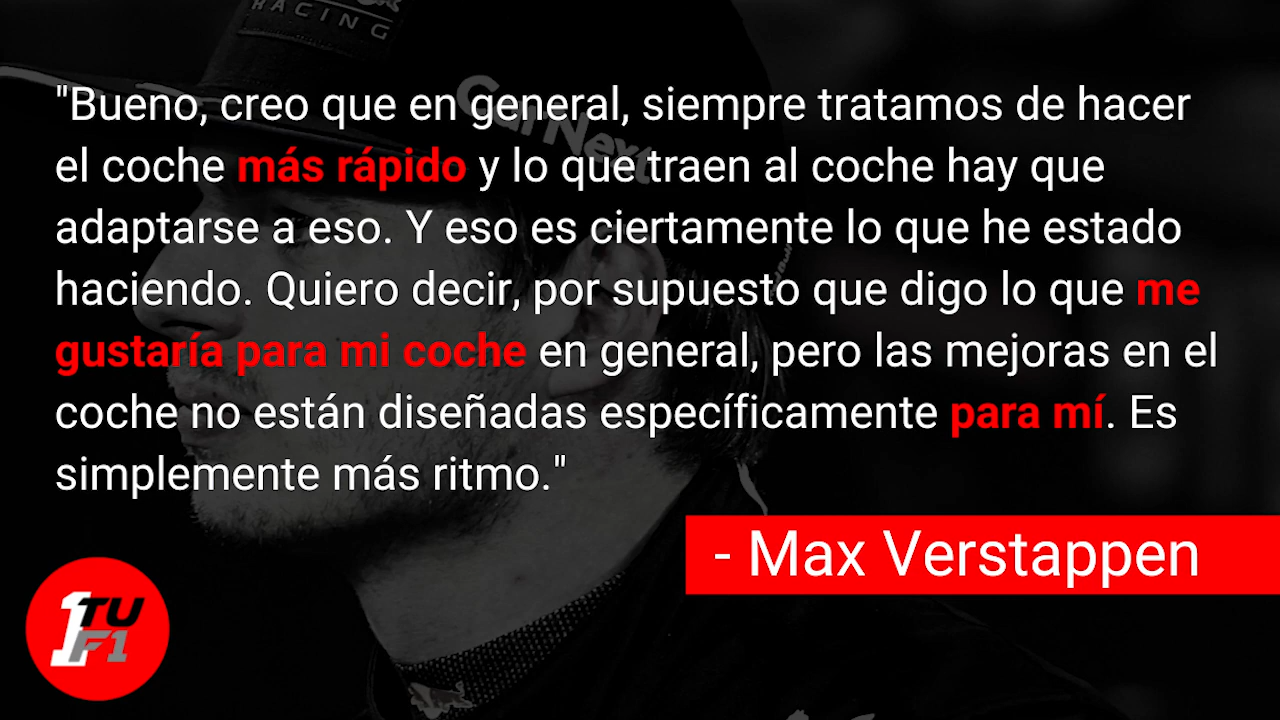 RACING
CarNext
"Bueno, creo que en general, siempre tratamos de hacer
el coche más rápido y lo que traen al coche hay que
adaptarse a eso. Y eso es ciertamente lo que he estado
haciendo. Quiero decir, por supuesto que digo lo que me
gustaría para mi coche en general, pero las mejoras en el
coche no están diseñadas específicamente para mí. Es
simplemente más ritmo."
- Max Verstappen
1 TU
F1